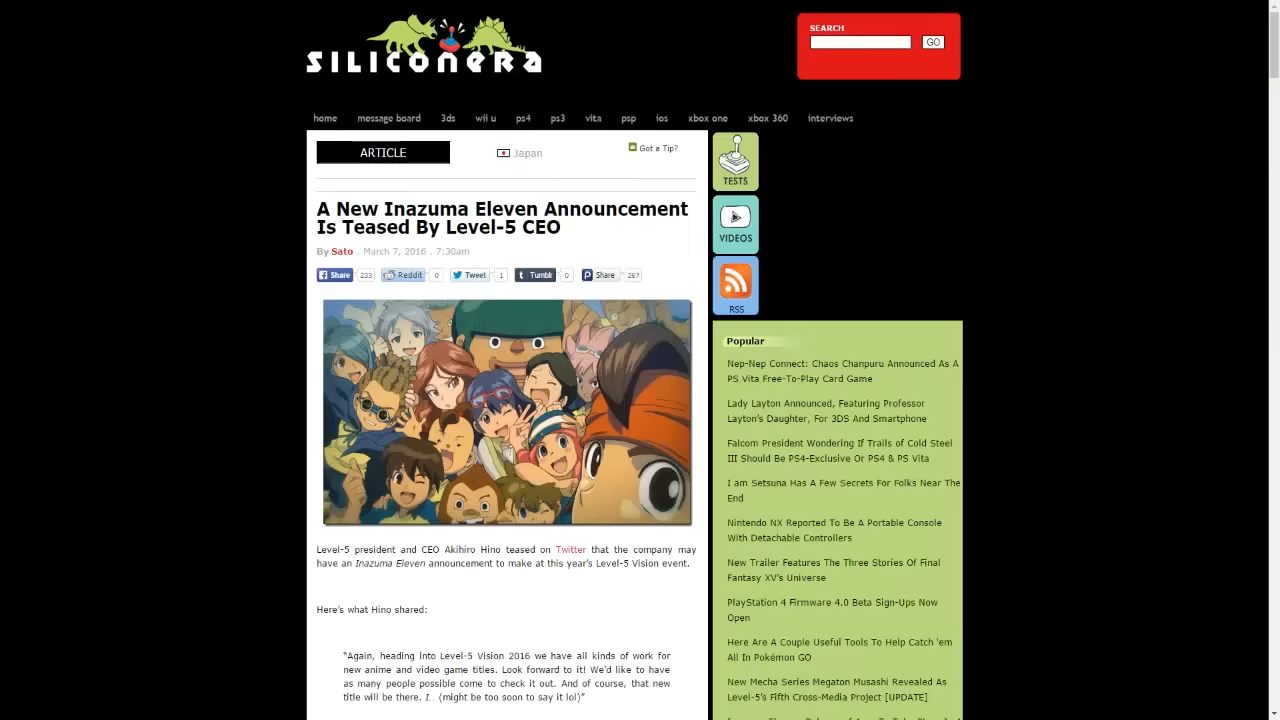 SILICONERA
SEARCH
GO
home message board 3ds wii u ps4 ps3 vita psp ios xbox one xbox 360 interviews
ARTICLE
Japan
Got a Tip?
A New Inazuma Eleven Announcement
Is Teased By Level-5 CEO
By Sato . March 7, 2016 . 7:30am
Share 233 Reddit 0 Tweet 1 Tumblr 0 Share 267
Level-5 president and CEO Akihiro Hino teased on Twitter that the company may
have an Inazuma Eleven announcement to make at this year's Level-5 Vision event.
Here's what Hino shared:
"Again, heading into Level-5 Vision 2016 we have all kinds of work for
new anime and video game titles. Look forward to it! We'd like to have
as many people possible come to check it out. And of course, that new
title will be there. I… (might be too soon to say it lol)"
TESTS
VIDEOS
RSS
Popular
Nep-Nep Connect: Chaos Chanpuru Announced As A
PS Vita Free-To-Play Card Game
Lady Layton Announced, Featuring Professor
Layton's Daughter, For 3DS And Smartphone
Falcom President Wondering If Trails of Cold Steel
III Should Be PS4-Exclusive Or PS4 & PS Vita
I am Setsuna Has A Few Secrets For Folks Near The
End
Nintendo NX Reported To Be A Portable Console
With Detachable Controllers
New Trailer Features The Three Stories Of Final
Fantasy XV's Universe
PlayStation 4 Firmware 4.0 Beta Sign-Ups Now
Open
Here Are A Couple Useful Tools To Help Catch 'em
All In Pokémon GO
New Mecha Series Megaton Musashi Revealed As
Level-5's Fifth Cross-Media Project [UPDATE]